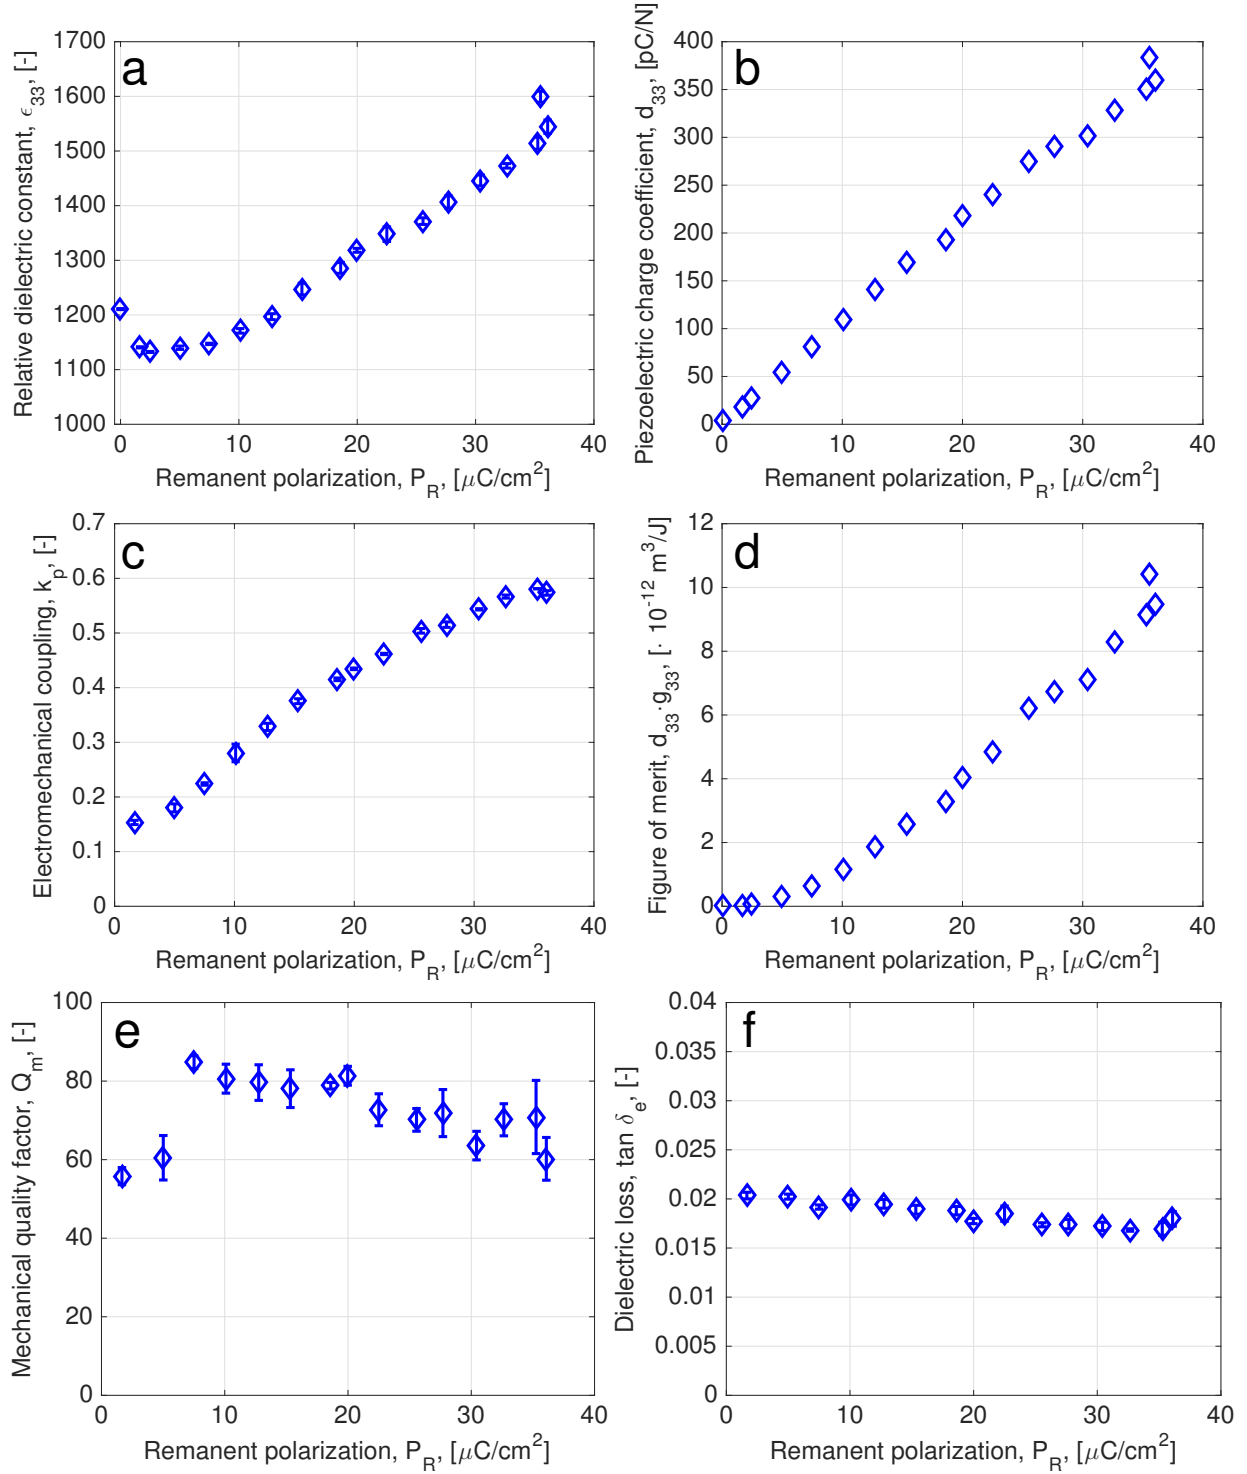 a
Relative dielectric constant, ϵ33, [-]
1700
1600
1500
1400
1300
1200
1100
1000
0 10 20 30 40
Remanent polarization, PR, [μC/cm2]
b
Piezoelectric charge coefficient, d33, [pC/N]
400
350
300
250
200
150
100
50
0
0 10 20 30 40
Remanent polarization, PR, [μC/cm2]
c
Electromechanical coupling, kp, [-]
0.7
0.6
0.5
0.4
0.3
0.2
0.1
0
0 10 20 30 40
Remanent polarization, PR, [μC/cm2]
d
Figure of merit, d33·g33, [· 10-12 m3/J]
12
10
8
6
4
2
0
0 10 20 30 40
Remanent polarization, PR, [μC/cm2]
e
Mechanical quality factor, Qm, [-]
100
80
60
40
20
0
0 10 20 30 40
Remanent polarization, PR, [μC/cm2]
f
Dielectric loss, tan δe, [-]
0.04
0.035
0.03
0.025
0.02
0.015
0.01
0.005
0
0 10 20 30 40
Remanent polarization, PR, [μC/cm2]